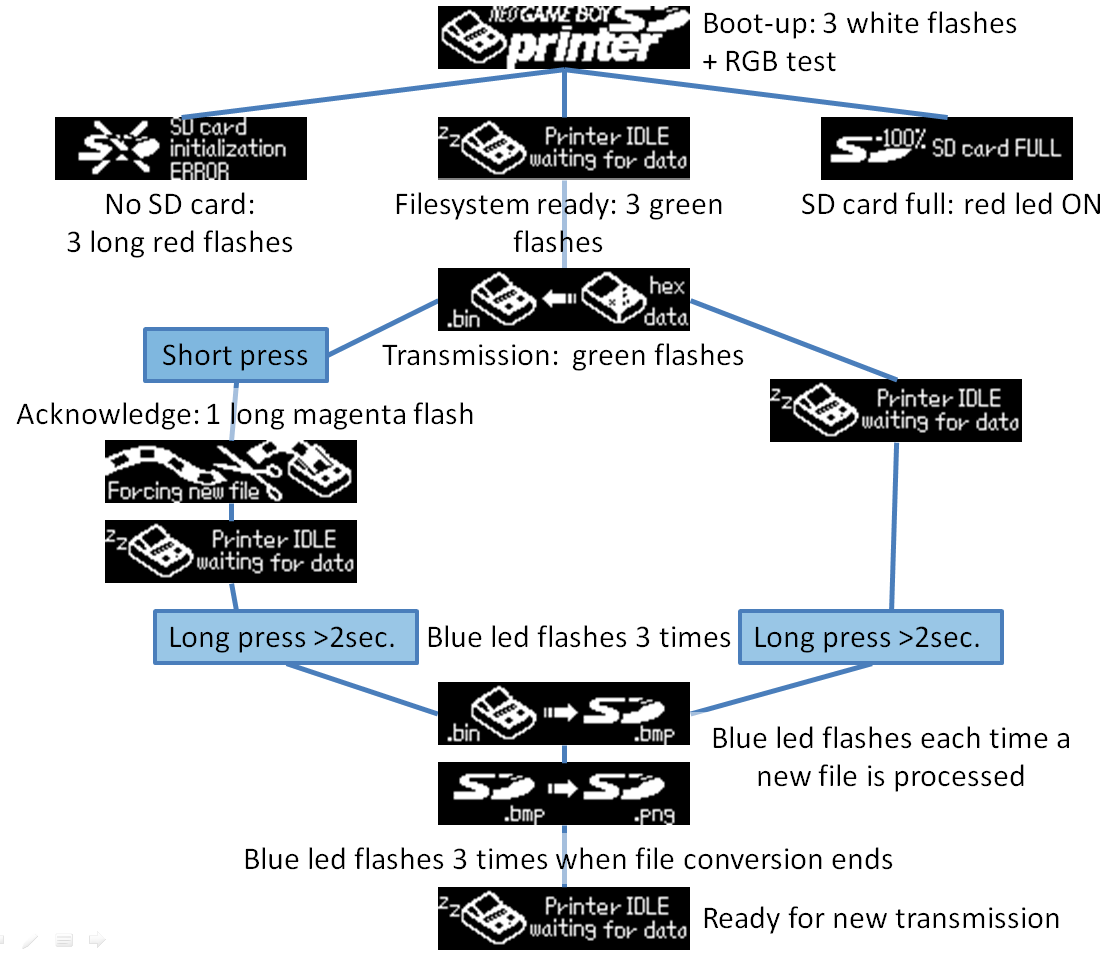 NEO GAME BOY SD
printer
Boot-up: 3 white flashes
+ RGB test
SD card
initialization
ERROR
zz Printer IDLE
waiting for data
SD -100% SD card FULL
No SD card:
3 long red flashes
Filesystem ready: 3 green
flashes
SD card full: red led ON
hex
.bin data
Short press
Transmission:  green flashes
zz Printer IDLE
waiting for data
Acknowledge: 1 long magenta flash
Forcing new file
zz Printer IDLE
waiting for data
Long press >2sec.
Blue led flashes 3 times
Long press >2sec.
SD
.bin .bmp
Blue led flashes each time a
new file is processed
SD SD
.bmp .png
Blue led flashes 3 times when file conversion ends
zz Printer IDLE
waiting for data
Ready for new transmission